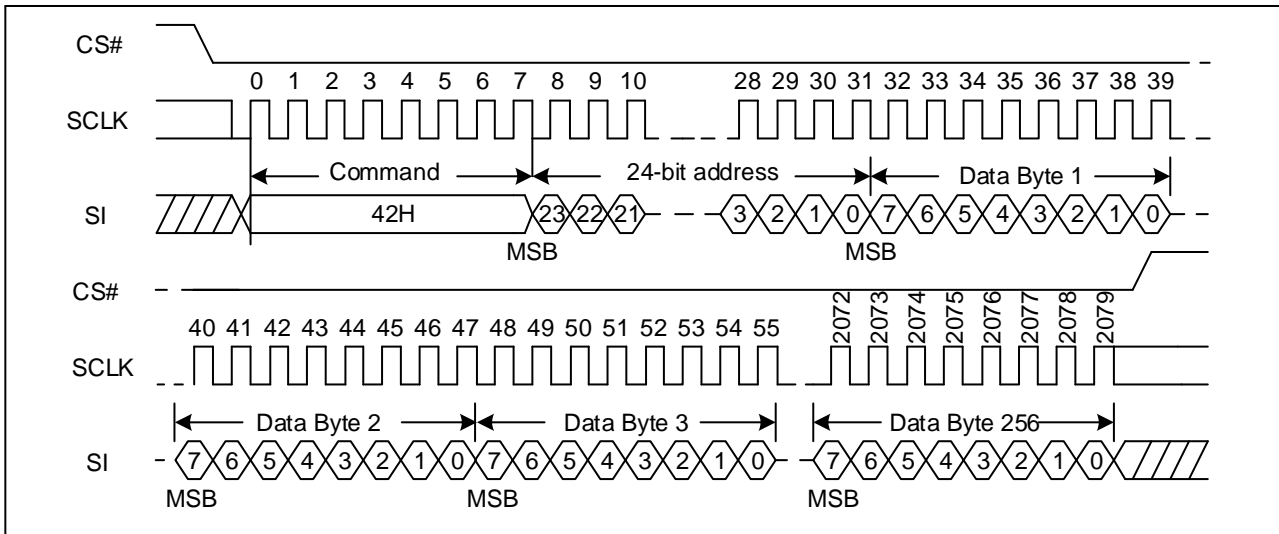 CS#
0 1 2 3 4 5 6 7 8 9 10 28 29 30 31 32 33 34 35 36 37 38 39
SCLK
Command 24-bit address Data Byte 1
SI 42H 23 22 21 3 2 1 0 7 6 5 4 3 2 1 0
MSB MSB
CS#
40 41 42 43 44 45 46 47 48 49 50 51 52 53 54 55 2072 2073 2074 2075 2076 2077 2078 2079
SCLK
Data Byte 2 Data Byte 3 Data Byte 256
SI 7 6 5 4 3 2 1 0 7 6 5 4 3 2 1 0 7 6 5 4 3 2 1 0
MSB MSB MSB